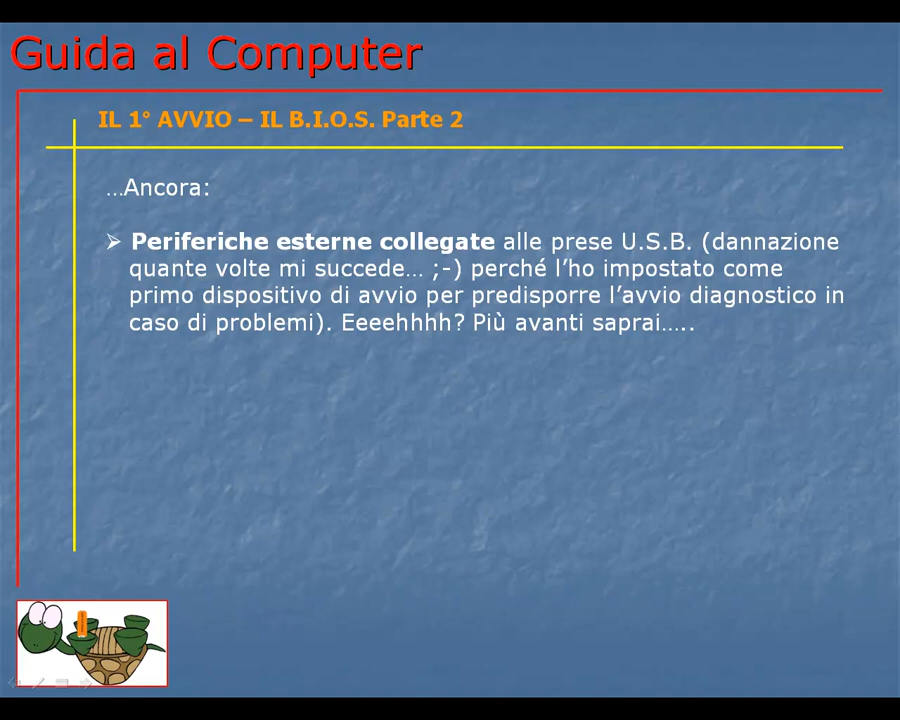 Guida al Computer
IL 1° AVVIO – IL B.I.O.S. Parte 2
…Ancora:
➢ Periferiche esterne collegate alle prese U.S.B. (dannazione
quante volte mi succede… ;-) perché l’ho impostato come
primo dispositivo di avvio per predisporre l’avvio diagnostico in
caso di problemi). Eeeehhhh? Più avanti saprai…..